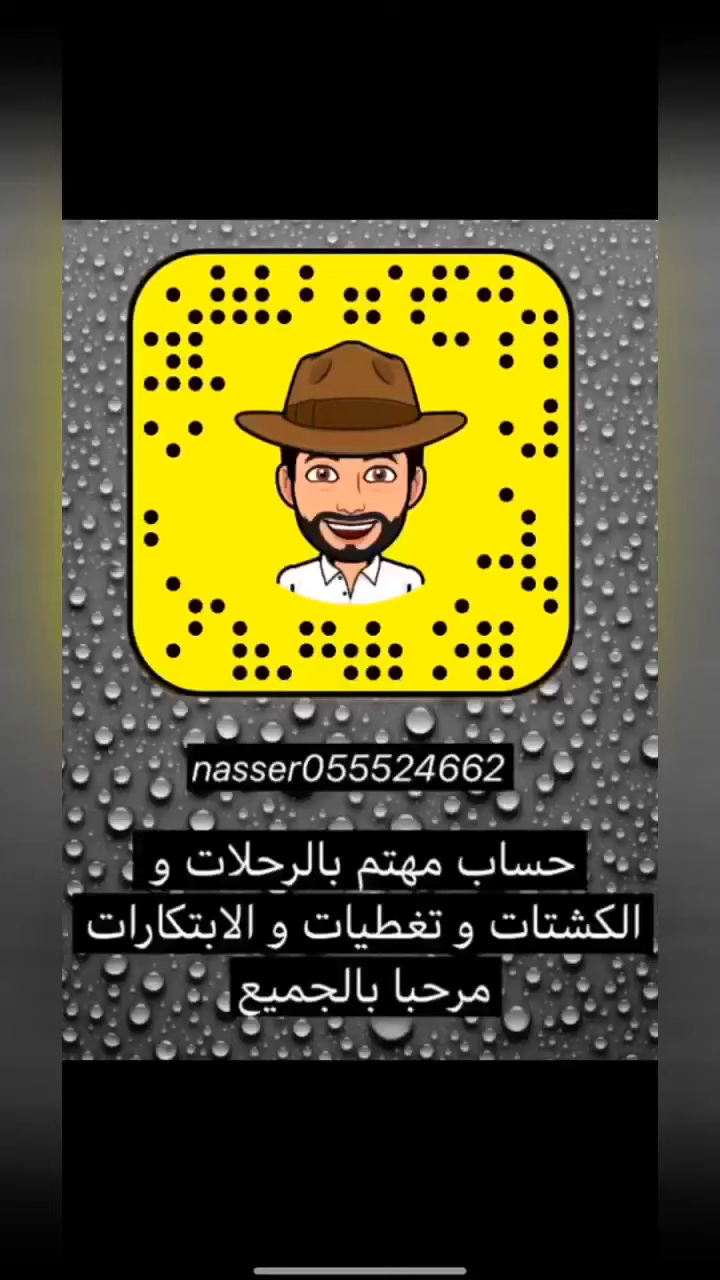 nasser055524662
حساب مهتم بالرحلات و
الكشتات و تغطيات و الابتكارات
مرحبا بالجميع